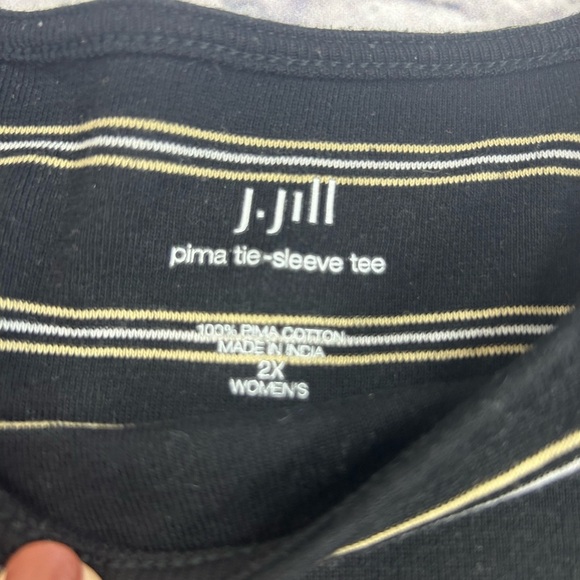 J.Jill
pima tie-sleeve tee
100% PIMA COTTON
MADE IN INDIA
2X
WOMEN'S